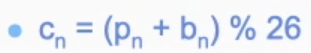 • cₙ = (pₙ + bₙ) % 26